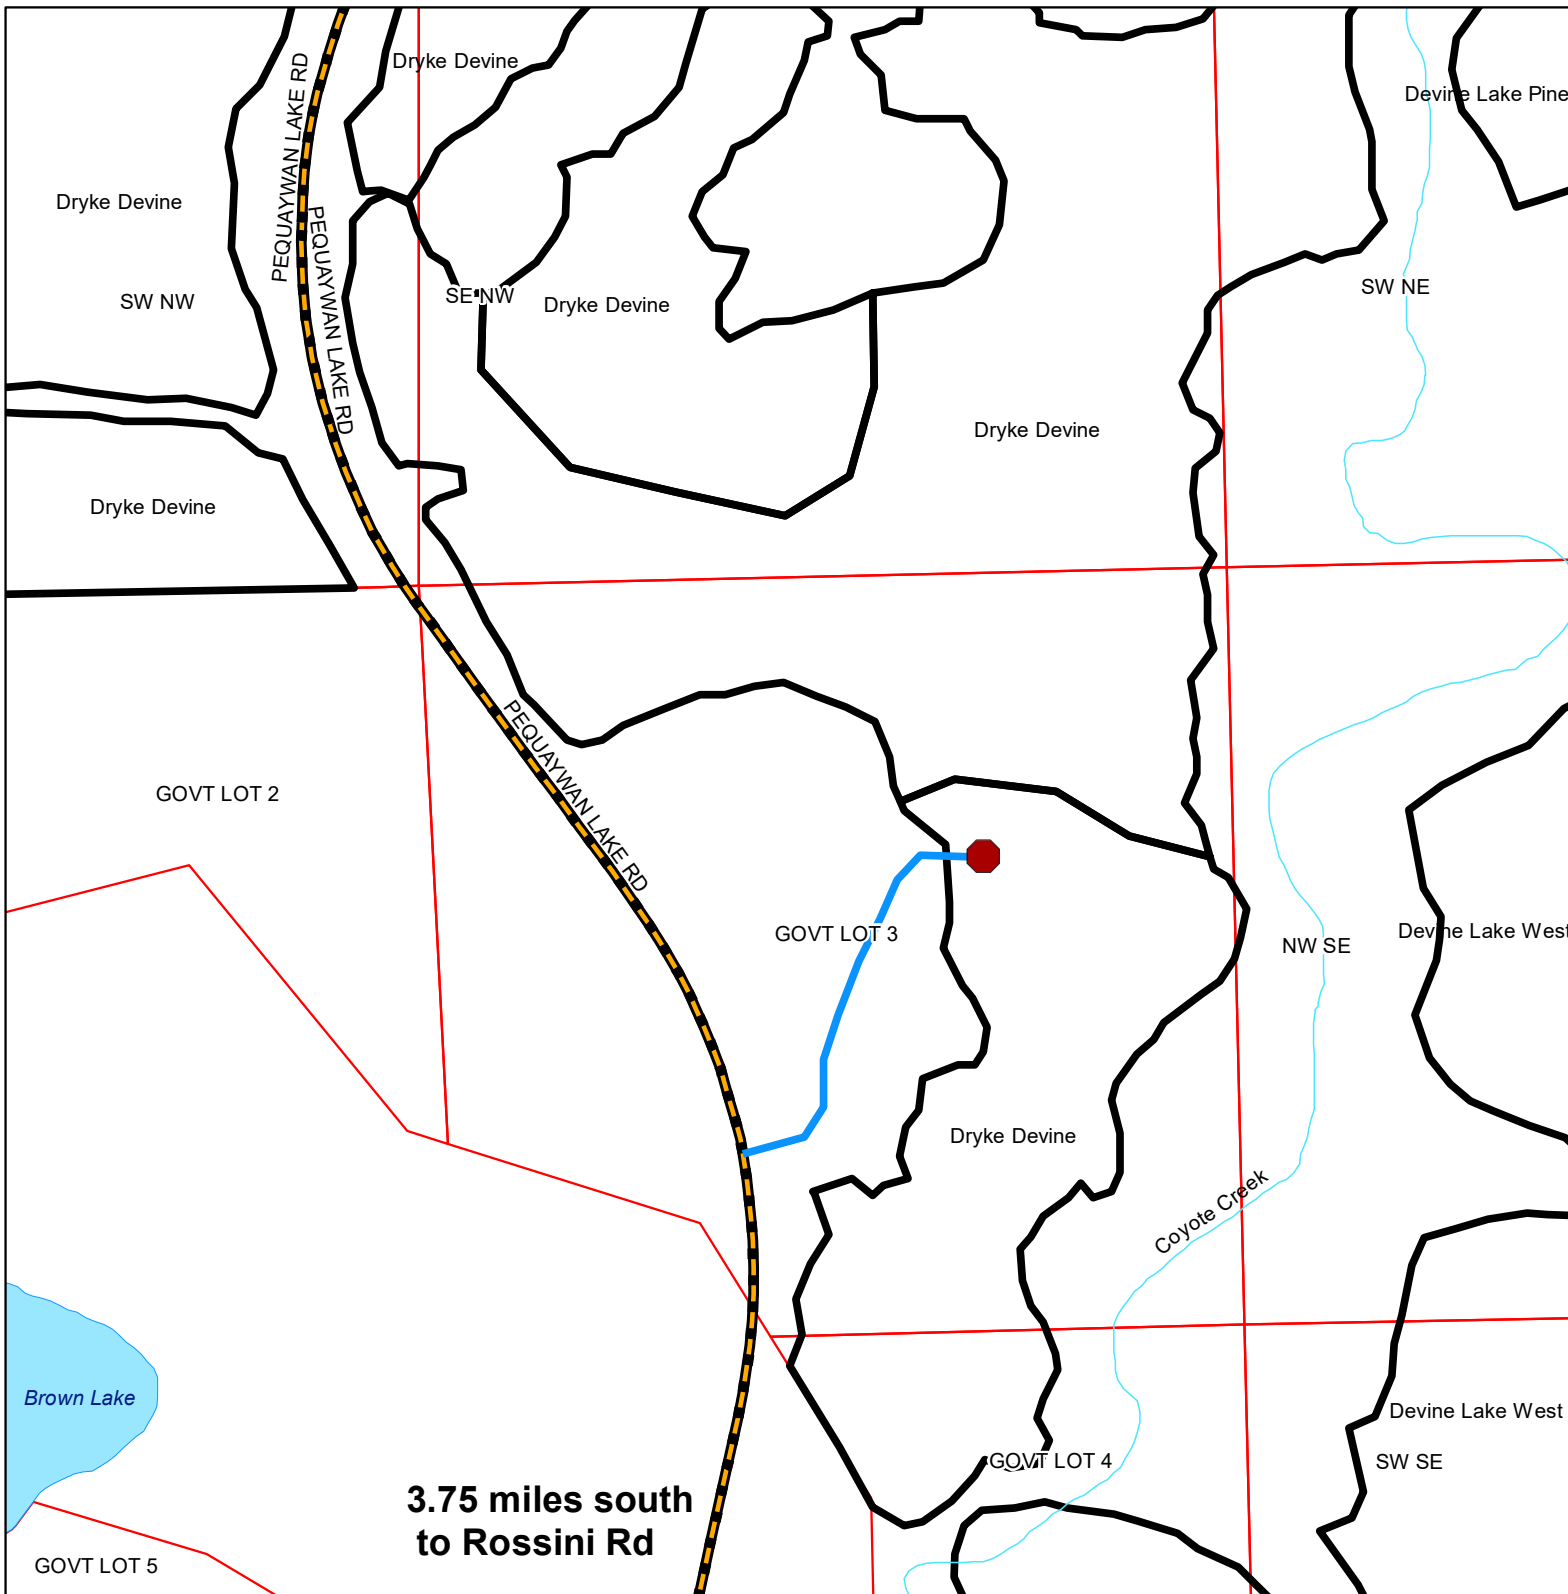 Dryke Devine
Devine Lake Pine
PEQUAYWAN LAKE RD
Dryke Devine
PEQUAYWAN LAKE RD
SW NW
SE NW
Dryke Devine
SW NE
Dryke Devine
Dryke Devine
PEQUAYWAN LAKE RD
GOVT LOT 2
GOVT LOT 3
NW SE
Devine Lake West
Dryke Devine
Coyote Creek
Brown Lake
Devine Lake West
GOVT LOT 4
SW SE
3.75 miles south
to Rossini Rd
GOVT LOT 5